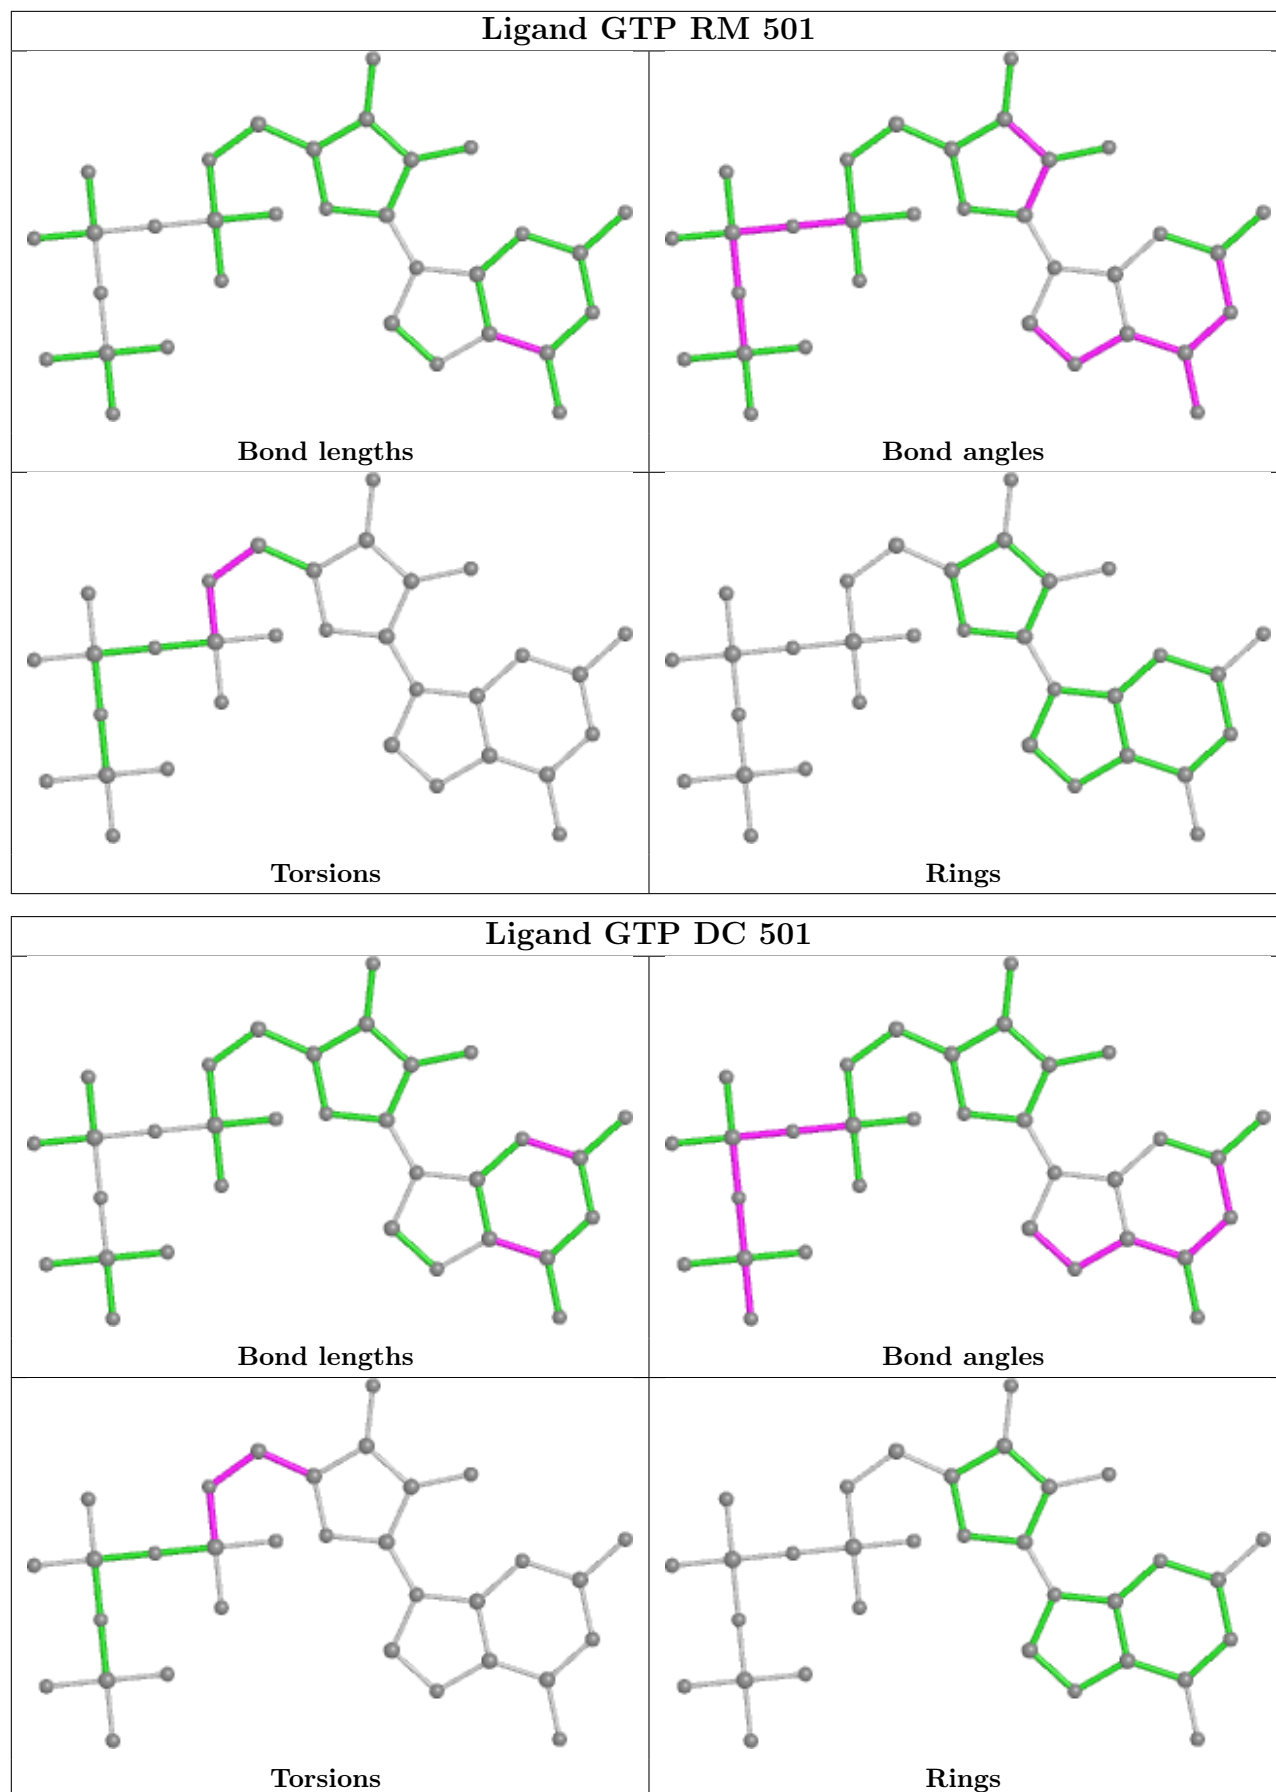 Ligand GTP RM 501
Bond lengths
Bond angles
Torsions
Rings
Ligand GTP DC 501
Bond lengths
Bond angles
Torsions
Rings